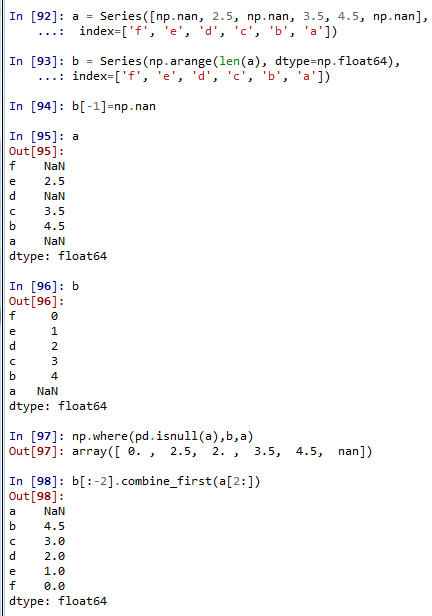 In [92]: a = Series([np.nan, 2.5, np.nan, 3.5, 4.5, np.nan],
    ...:  index=['f', 'e', 'd', 'c', 'b', 'a'])
In [93]: b = Series(np.arange(len(a), dtype=np.float64),
    ...: index=['f', 'e', 'd', 'c', 'b', 'a'])
In [94]: b[-1]=np.nan
In [95]: a
Out[95]:
f    NaN
e    2.5
d    NaN
c    3.5
b    4.5
a    NaN
dtype: float64
In [96]: b
Out[96]:
f     0
e     1
d     2
c     3
b     4
a   NaN
dtype: float64
In [97]: np.where(pd.isnull(a),b,a)
Out[97]: array([ 0. ,  2.5,  2. ,  3.5,  4.5,  nan])
In [98]: b[:-2].combine_first(a[2:])
Out[98]:
a    NaN
b    4.5
c    3.0
d    2.0
e    1.0
f    0.0
dtype: float64